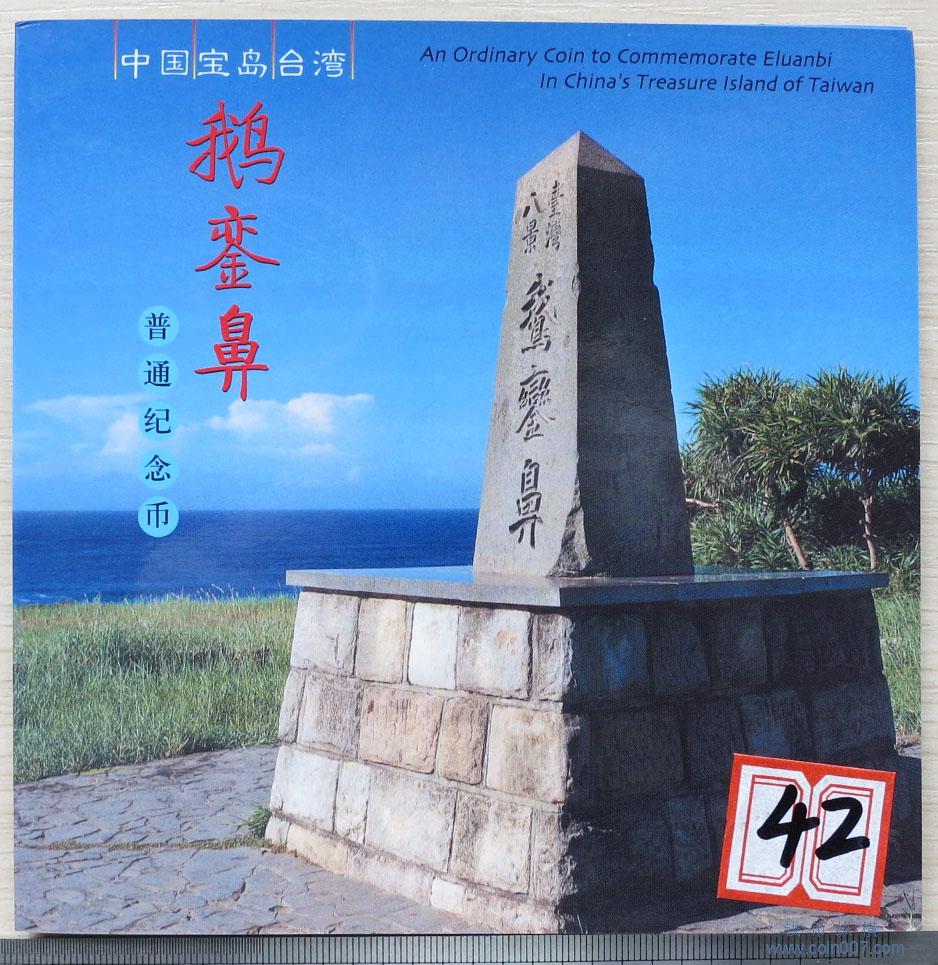 中国宝岛台湾
An Ordinary Coin to Commemorate Eluanbi
In China's Treasure Island of Taiwan
鹅銮鼻
普通纪念币
臺灣
八景
鵞鑾鼻
42
www.coin007.com